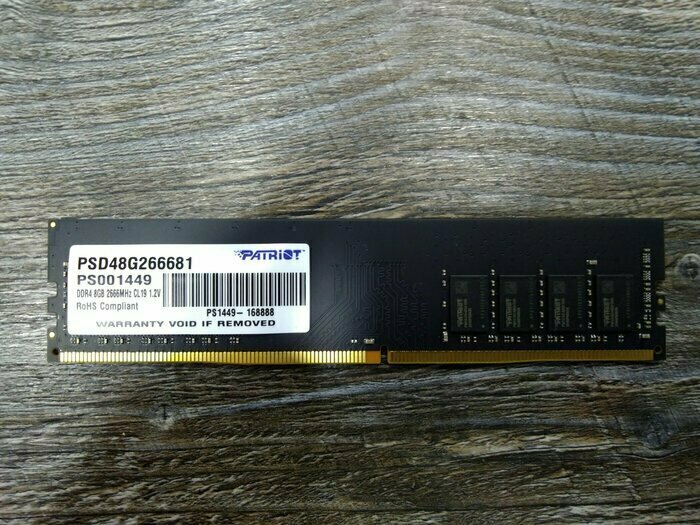 PATRIOT
PSD48G266681
PS001449
DDR4 8GB 2666MHz CL19 1.2V
RoHS Compliant
PS1449-168888
WARRANTY VOID IF REMOVED